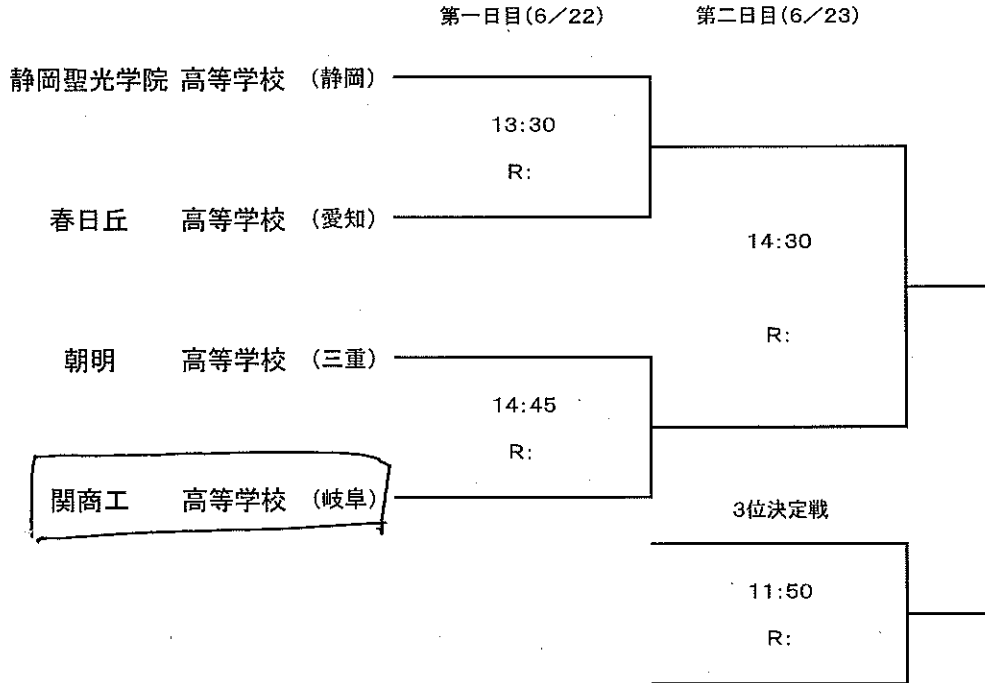 第一日目(6/22) 第二日目(6/23)
静岡聖光学院 高等学校 (静岡)
13:30
R:
春日丘 高等学校 (愛知)
14:30
R:
朝明 高等学校 (三重)
14:45
R:
関商工 高等学校 (岐阜)
3位決定戦
11:50
R: